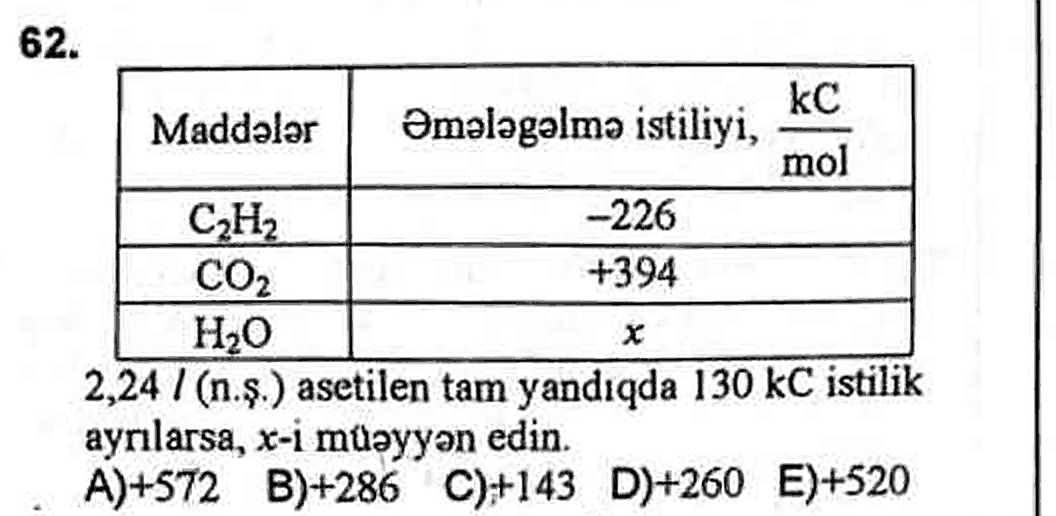 62.
Maddələr Əmələgəlmə istiliyi, kC/mol
C₂H₂ –226
CO₂ +394
H₂O x
2,24 l (n.ş.) asetilen tam yandıqda 130 kC istilik
ayrılarsa, x-i müəyyən edin.
A)+572 B)+286 C)+143 D)+260 E)+520